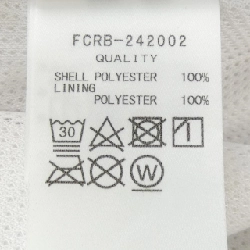 FCRB-242002
QUALITY
SHELL POLYESTER 100%
LINING
POLYESTER 100%
30
W